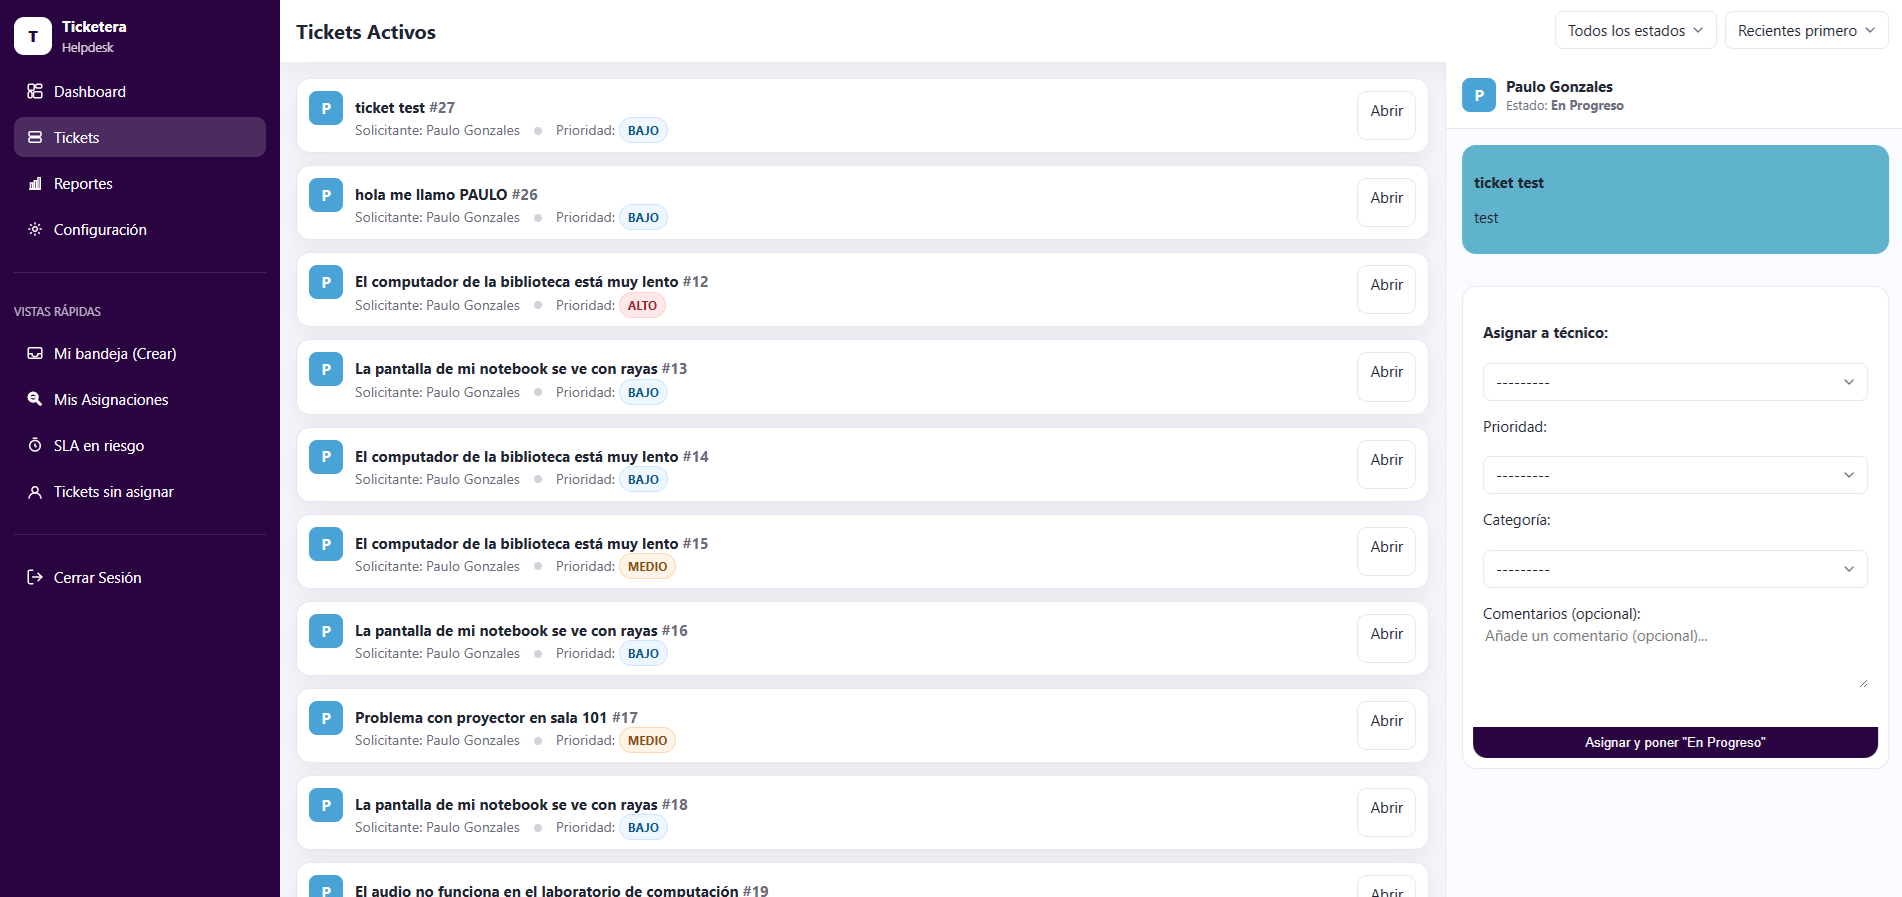 T
Ticketera
Helpdesk
Dashboard
Tickets
Reportes
Configuración
VISTAS RÁPIDAS
Mi bandeja (Crear)
Mis Asignaciones
SLA en riesgo
Tickets sin asignar
Cerrar Sesión
Tickets Activos
Todos los estados
Recientes primero
P
ticket test #27
Solicitante: Paulo Gonzales Prioridad: BAJO
Abrir
P
hola me llamo PAULO #26
Solicitante: Paulo Gonzales Prioridad: BAJO
Abrir
P
El computador de la biblioteca está muy lento #12
Solicitante: Paulo Gonzales Prioridad: ALTO
Abrir
P
La pantalla de mi notebook se ve con rayas #13
Solicitante: Paulo Gonzales Prioridad: BAJO
Abrir
P
El computador de la biblioteca está muy lento #14
Solicitante: Paulo Gonzales Prioridad: BAJO
Abrir
P
El computador de la biblioteca está muy lento #15
Solicitante: Paulo Gonzales Prioridad: MEDIO
Abrir
P
La pantalla de mi notebook se ve con rayas #16
Solicitante: Paulo Gonzales Prioridad: BAJO
Abrir
P
Problema con proyector en sala 101 #17
Solicitante: Paulo Gonzales Prioridad: MEDIO
Abrir
P
La pantalla de mi notebook se ve con rayas #18
Solicitante: Paulo Gonzales Prioridad: BAJO
Abrir
P
El audio no funciona en el laboratorio de computación #19
Abrir
P
Paulo Gonzales
Estado: En Progreso
ticket test
test
Asignar a técnico:
---------
Prioridad:
---------
Categoría:
---------
Comentarios (opcional):
Añade un comentario (opcional)...
Asignar y poner "En Progreso"